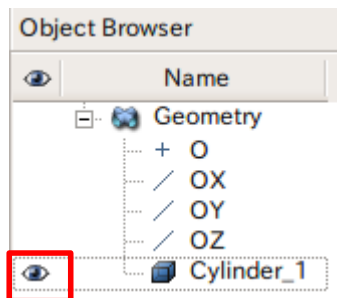 Object Browser
Name
Geometry
O
OX
OY
OZ
Cylinder_1